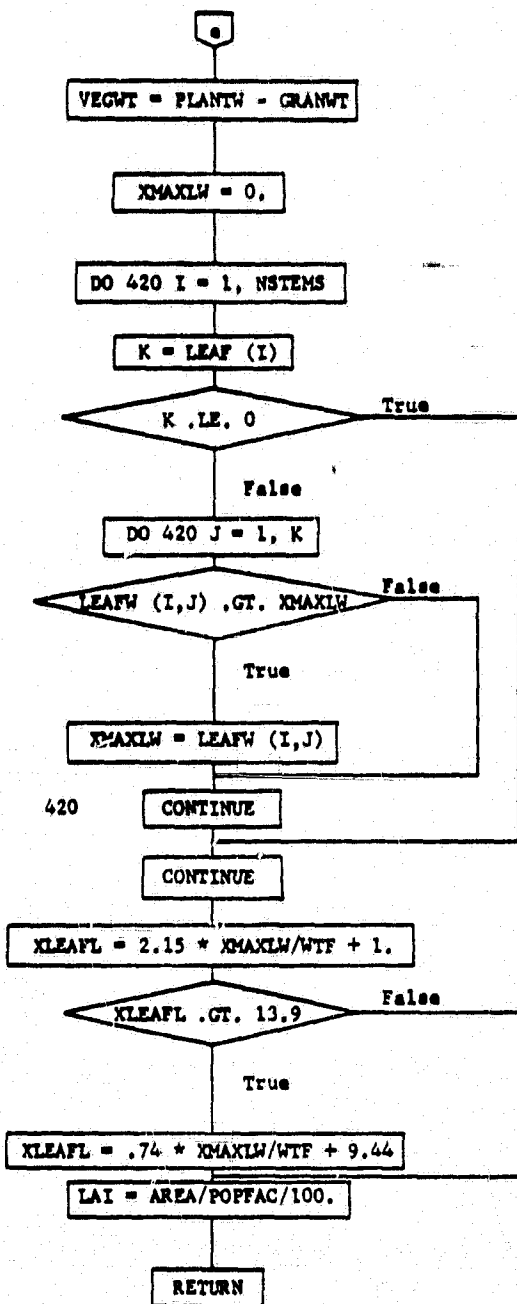 a
VEGWT = PLANTW - GRANWT
XMAXLW = 0.
DO 420 I = 1, NSTEMS
K = LEAF (I)
K .LE. 0
True
False
DO 420 J = 1, K
LEAFW (I,J) .GT. XMAXLW
False
True
XMAXLW = LEAFW (I,J)
420 CONTINUE
CONTINUE
XLEAFL = 2.15 * XMAXLW/WTF + 1.
XLEAFL .GT. 13.9
False
True
XLEAFL = .74 * XMAXLW/WTF + 9.44
LAI = AREA/POPFAC/100.
RETURN